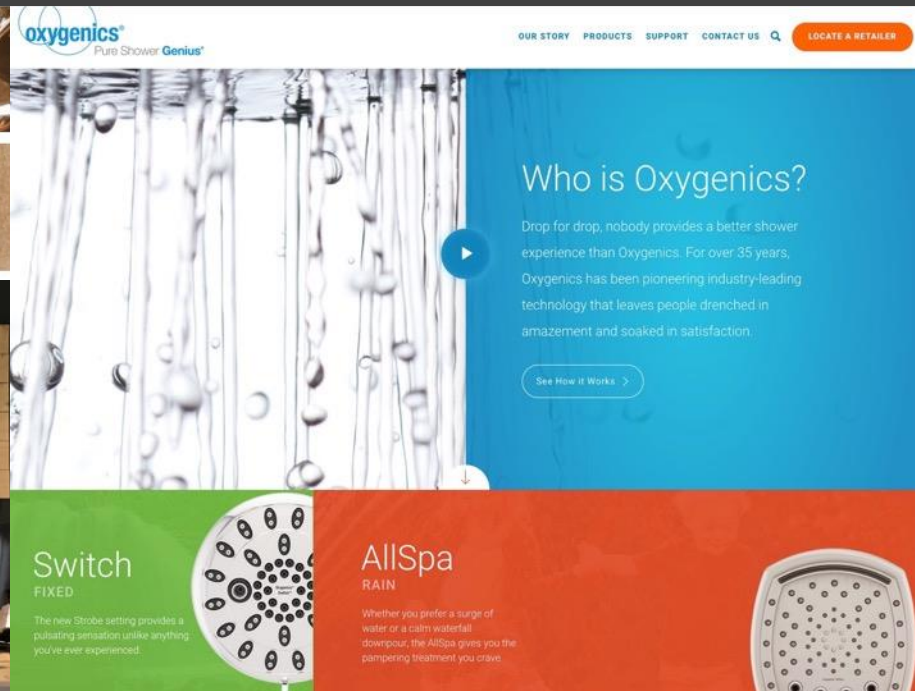 oxygenics®
Pure Shower Genius®
OUR STORY PRODUCTS SUPPORT CONTACT US LOCATE A RETAILER
Who is Oxygenics?
Drop for drop, nobody provides a better shower
experience than Oxygenics. For over 35 years,
Oxygenics has been pioneering industry-leading
technology that leaves people drenched in
amazement and soaked in satisfaction.
See How it Works
Switch
FIXED
The new Strobe setting provides a
pulsating sensation unlike anything
you've ever experienced.
AllSpa
RAIN
Whether you prefer a surge of
water or a calm waterfall
downpour, the AllSpa gives you the
pampering treatment you crave.